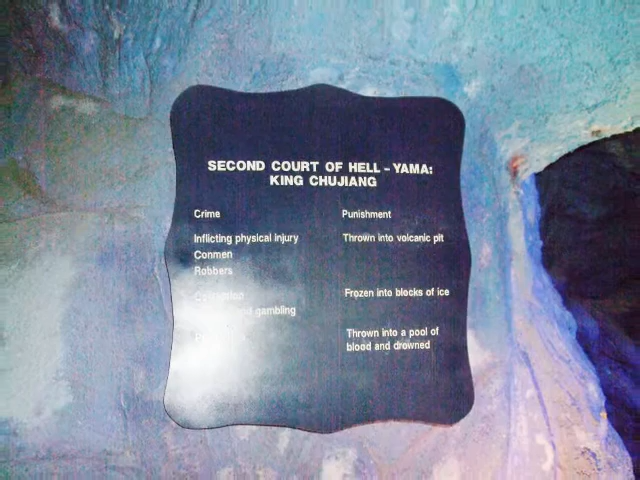 SECOND COURT OF HELL - YAMA:
KING CHUJIANG
Crime Punishment
Inflicting physical injury Thrown into volcanic pit
Conmen
Robbers
Corruption Frozen into blocks of ice
gambling
Thrown into a pool of
blood and drowned